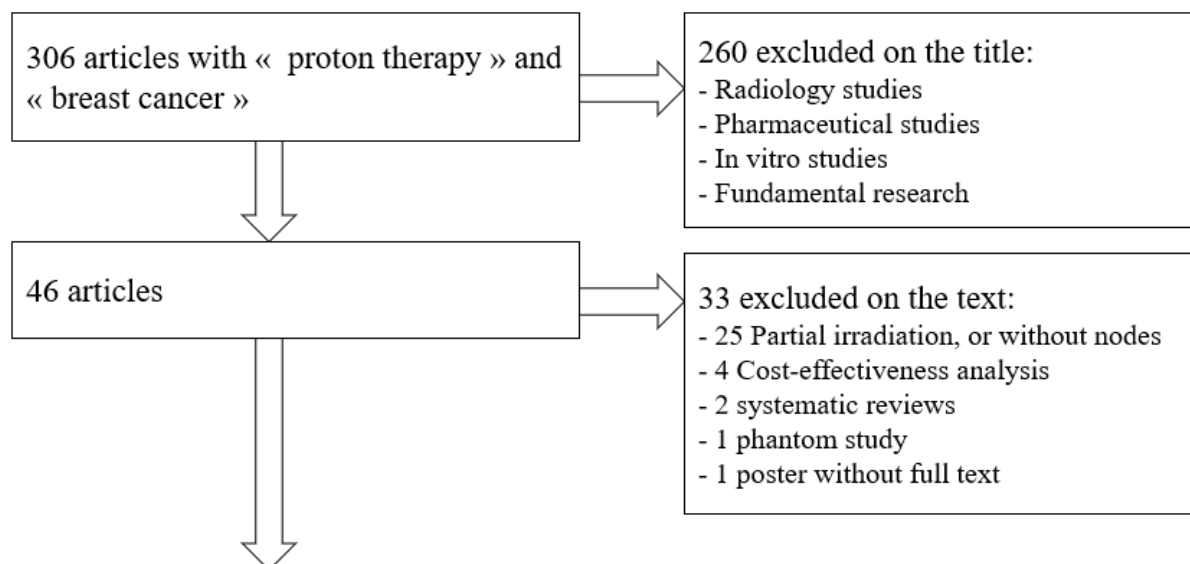 306 articles with «  proton therapy » and
« breast cancer »
260 excluded on the title:
- Radiology studies
- Pharmaceutical studies
- In vitro studies
- Fundamental research
46 articles
33 excluded on the text:
- 25 Partial irradiation, or without nodes
- 4 Cost-effectiveness analysis
- 2 systematic reviews
- 1 phantom study
- 1 poster without full text